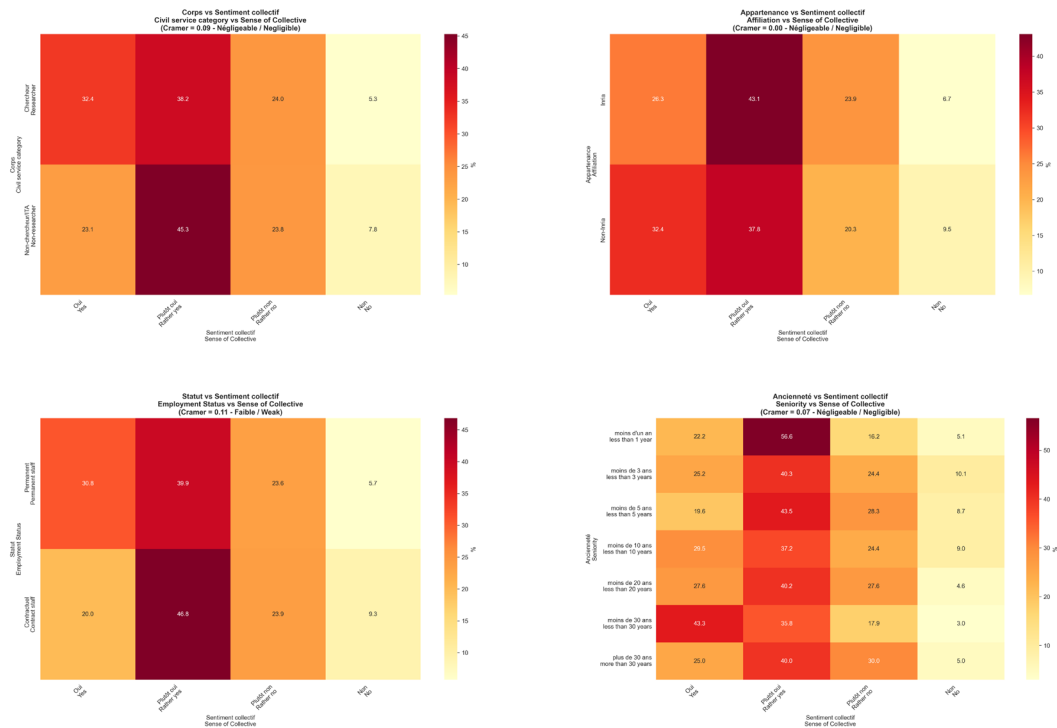 Corps vs Sentiment collectif
Civil service category vs Sense of Collective
(Cramer = 0.09 - Négligeable / Negligible)
Chercheur
Researcher
32.4 38.2 24.0 5.3
Non-chercheur/ITA
Non-researcher
23.1 45.3 23.8 7.8
Corps
Civil service category
Oui
Yes
Plutôt oui
Rather yes
Plutôt non
Rather no
Non
No
Sentiment collectif
Sense of Collective
45
40
35
30
25
20
15
10
%
Appartenance vs Sentiment collectif
Affiliation vs Sense of Collective
(Cramer = 0.00 - Négligeable / Negligible)
Inria
26.3 43.1 23.9 6.7
Non-Inria
32.4 37.8 20.3 9.5
Appartenance
Affiliation
Oui
Yes
Plutôt oui
Rather yes
Plutôt non
Rather no
Non
No
Sentiment collectif
Sense of Collective
40
35
30
25
20
15
10
%
Statut vs Sentiment collectif
Employment Status vs Sense of Collective
(Cramer = 0.11 - Faible / Weak)
Permanent
Permanent staff
30.8 39.9 23.6 5.7
Contractuel
Contract staff
20.0 46.8 23.9 9.3
Statut
Employment Status
Oui
Yes
Plutôt oui
Rather yes
Plutôt non
Rather no
Non
No
Sentiment collectif
Sense of Collective
45
40
35
30
25
20
15
10
%
Ancienneté vs Sentiment collectif
Seniority vs Sense of Collective
(Cramer = 0.07 - Négligeable / Negligible)
moins d'un an
less than 1 year
22.2 56.6 16.2 5.1
moins de 3 ans
less than 3 years
25.2 40.3 24.4 10.1
moins de 5 ans
less than 5 years
19.6 43.5 28.3 8.7
moins de 10 ans
less than 10 years
29.5 37.2 24.4 9.0
moins de 20 ans
less than 20 years
27.6 40.2 27.6 4.6
moins de 30 ans
less than 30 years
43.3 35.8 17.9 3.0
plus de 30 ans
more than 30 years
25.0 40.0 30.0 5.0
Ancienneté
Seniority
Oui
Yes
Plutôt oui
Rather yes
Plutôt non
Rather no
Non
No
Sentiment collectif
Sense of Collective
50
40
30
20
10
%